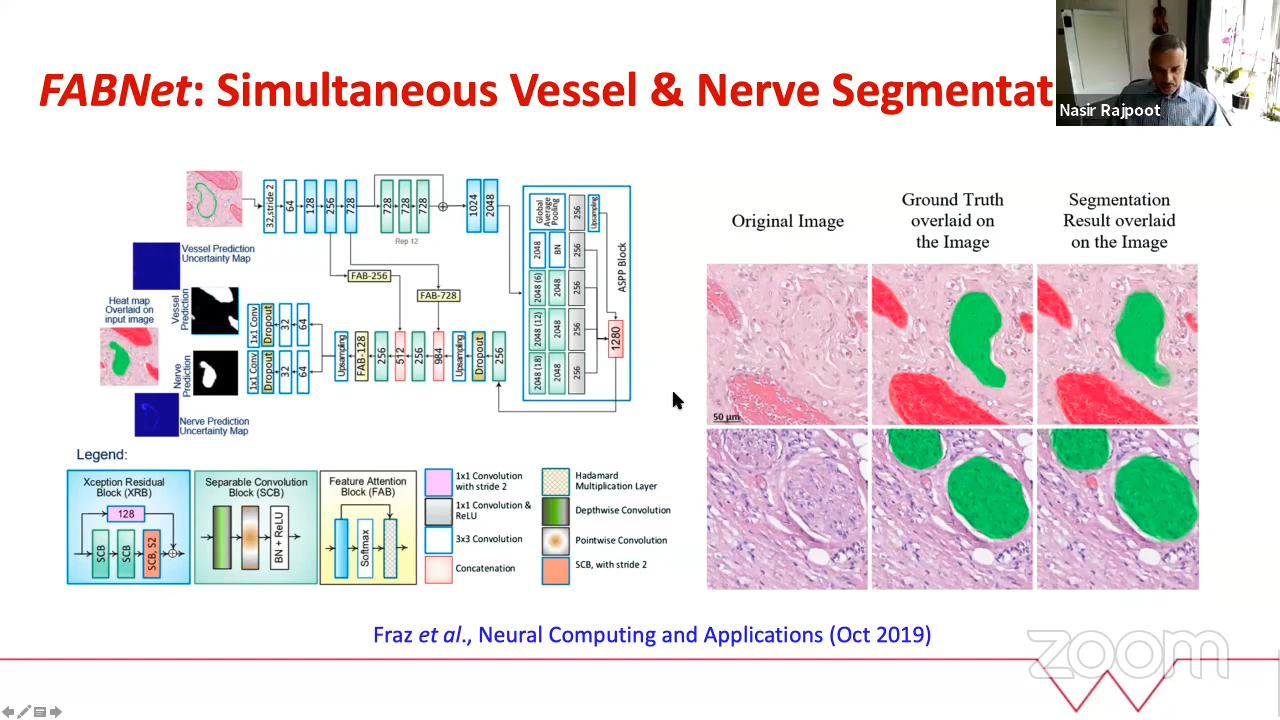 FABNet: Simultaneous Vessel & Nerve Segmentat
Nasir Rajpoot
32,stride 2
64
128
256
728
728
728
728
Rep 12
1024
2048
Global
Average
Pooling
256
Upsampling
2048
BN
256
2048 (6)
2048
256
2048 (12)
2048
256
2048 (18)
2048
256
ASPP Block
1280
Vessel Prediction
Uncertainty Map
FAB-256
FAB-728
Heat map
Overlaid on
input image
Vessel
Prediction
1x1 Conv
Dropout
32
64
Nerve
Prediction
1x1 Conv
Dropout
32
64
Upsampling
FAB-128
256
512
256
984
Upsampling
Dropout
256
Nerve Prediction
Uncertainty Map
Legend:
Xception Residual
Block (XRB)
128
SCB
SCB
SCB, S2
Separable Convolution
Block (SCB)
BN + ReLU
Feature Attention
Block (FAB)
Softmax
1x1 Convolution
with stride 2
1x1 Convolution &
ReLU
3x3 Convolution
Concatenation
Hadamard
Multiplication Layer
Depthwise Convolution
Pointwise Convolution
SCB, with stride 2
Original Image
Ground Truth
overlaid on
the Image
Segmentation
Result overlaid
on the Image
50 µm
Fraz et al., Neural Computing and Applications (Oct 2019)
zoom